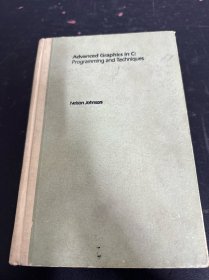 Advanced Graphics in C:
Programming and Techniques
Nelson Johnson